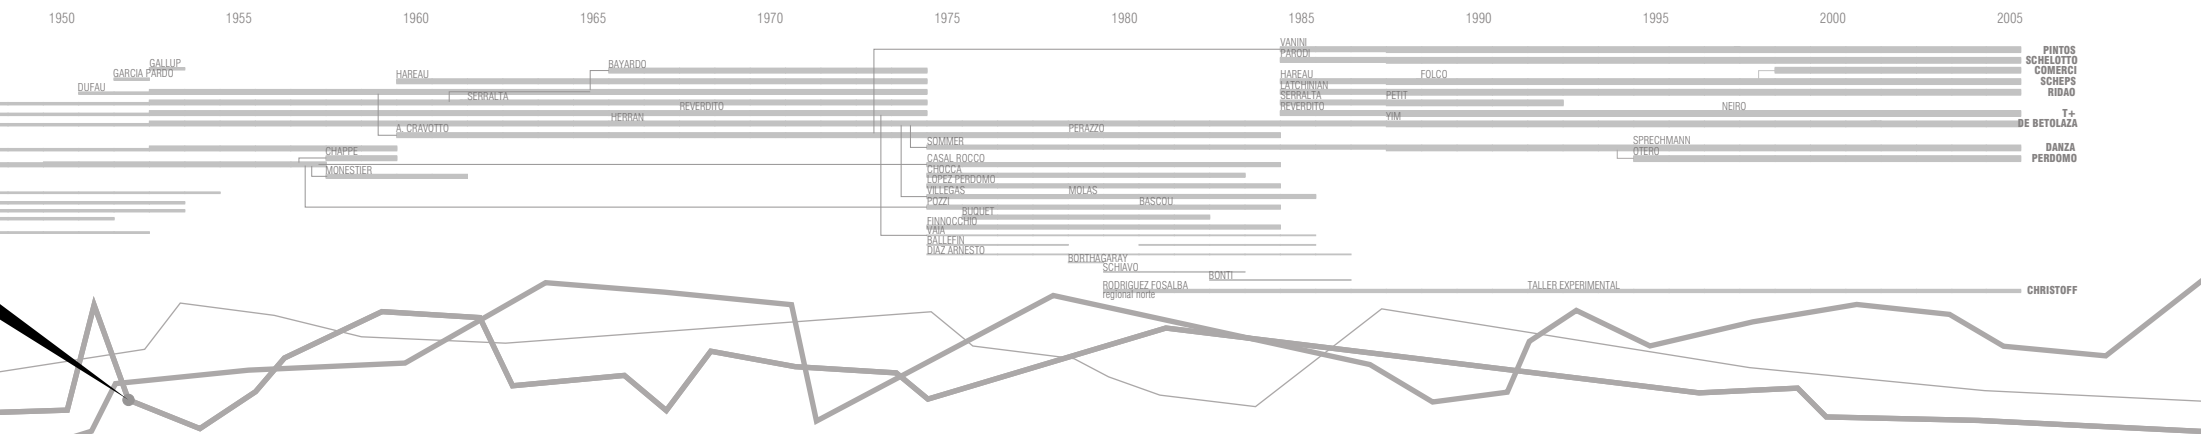 1950 1955 1960 1965 1970 1975 1980 1985 1990 1995 2000 2005
VANINI
PINTOS
PARODI
SCHELOTTO
GALLUP
BAYARDO
COMERCI
GARCIA PARDO
HAREAU
HAREAU
FOLCO
SCHEPS
DUFAU
LATCHINIAN
RIDAO
SERRALTA
SERRALTA
PETIT
REVERDITO
REVERDITO
NEIRO
T+
HERRAN
YIM
DE BETOLAZA
A. CRAVOTTO
PERAZZO
SOMMER
SPRECHMANN
DANZA
CHAPPE
OTERO
PERDOMO
CASAL ROCCO
MONESTIER
CHOCCA
LOPEZ PERDOMO
VILLEGAS
MOLAS
POZZI
BASCOU
BUQUET
FINNOCCHIO
VAIA
BALLEFIN
DIAZ ARNESTO
BORTHAGARAY
SCHIAVO
BONTI
RODRIGUEZ FOSALBA
TALLER EXPERIMENTAL
CHRISTOFF
regional norte